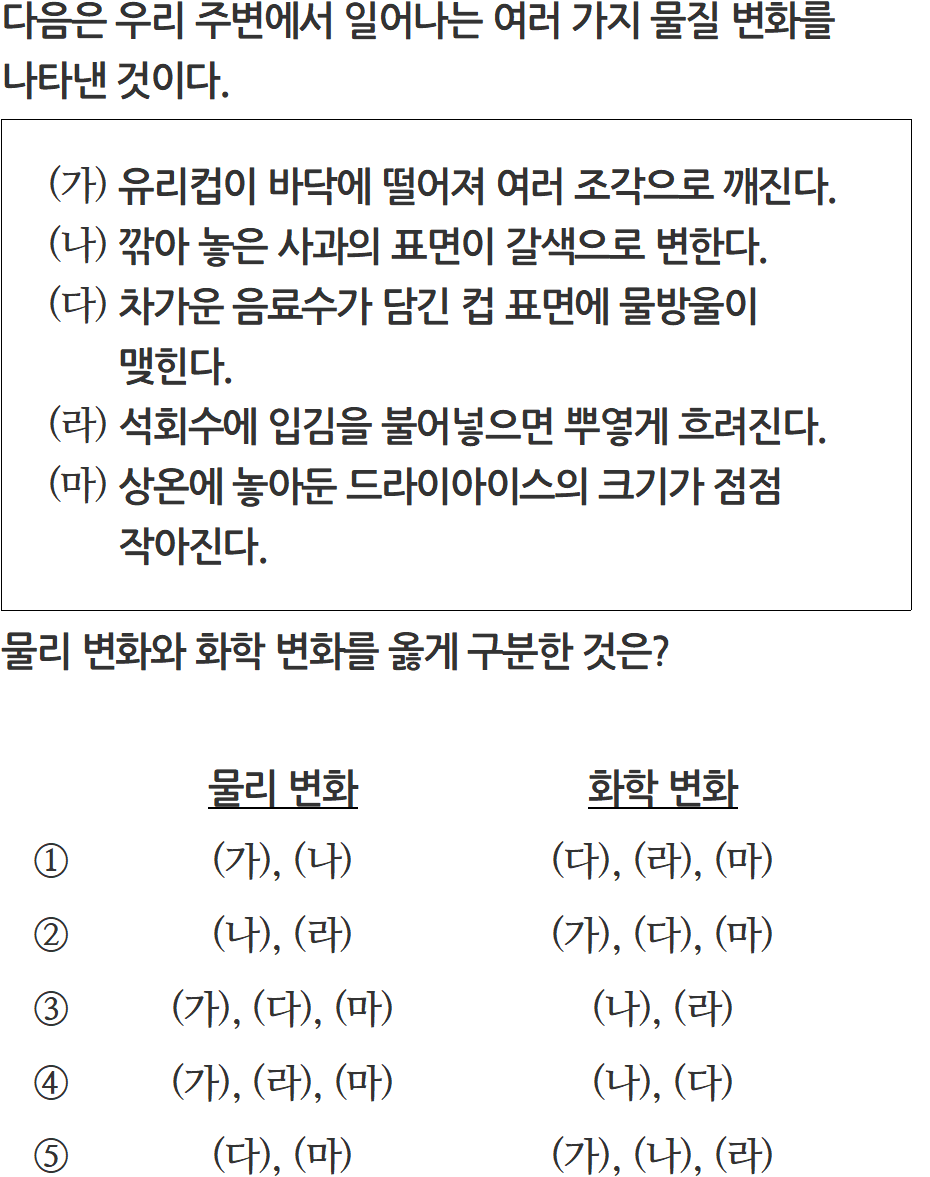 다음은 우리 주변에서 일어나는 여러 가지 물질 변화를
나타낸 것이다.
(가) 유리컵이 바닥에 떨어져 여러 조각으로 깨진다.
(나) 깎아 놓은 사과의 표면이 갈색으로 변한다.
(다) 차가운 음료수가 담긴 컵 표면에 물방울이
맺힌다.
(라) 석회수에 입김을 불어넣으면 뿌옇게 흐려진다.
(마) 상온에 놓아둔 드라이아이스의 크기가 점점
작아진다.
물리 변화와 화학 변화를 옳게 구분한 것은?
물리 변화 화학 변화
① (가), (나) (다), (라), (마)
② (나), (라) (가), (다), (마)
③ (가), (다), (마) (나), (라)
④ (가), (라), (마) (나), (다)
⑤ (다), (마) (가), (나), (라)